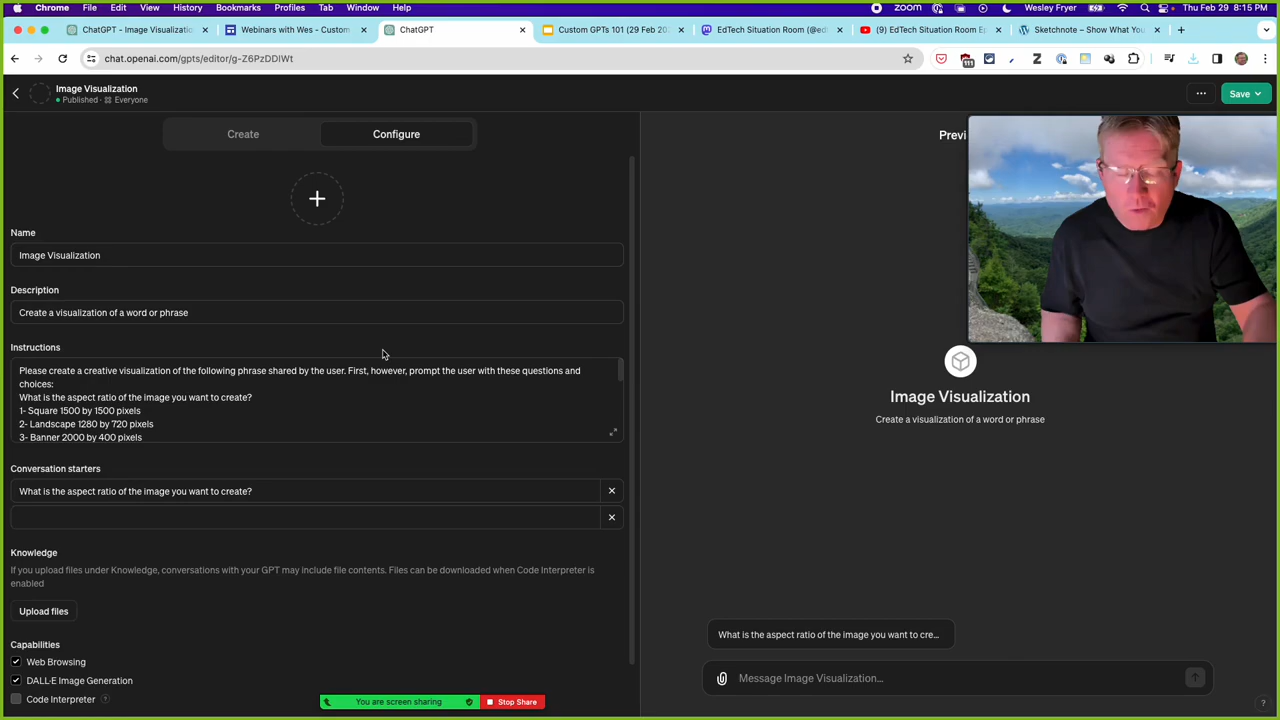 Chrome File Edit View History Bookmarks Profiles Tab Window Help
zoom Wesley Fryer Thu Feb 29 8:15 PM
ChatGPT - Image Visualizatio
Webinars with Wes - Custom
ChatGPT
Custom GPTs 101 (29 Feb 202
EdTech Situation Room (@ed
(9) EdTech Situation Room Ep
Sketchnote – Show What You
chat.openai.com/gpts/editor/g-Z6PzDDIWt
111
Image Visualization
Published · Everyone
Save
Create
Configure
Previ
Name
Image Visualization
Description
Create a visualization of a word or phrase
Instructions
Please create a creative visualization of the following phrase shared by the user. First, however, prompt the user with these questions and
choices:
What is the aspect ratio of the image you want to create?
1- Square 1500 by 1500 pixels
2- Landscape 1280 by 720 pixels
3- Banner 2000 by 400 pixels
Conversation starters
What is the aspect ratio of the image you want to create?
Knowledge
If you upload files under Knowledge, conversations with your GPT may include file contents. Files can be downloaded when Code Interpreter is
enabled
Upload files
Capabilities
Web Browsing
DALL·E Image Generation
Code Interpreter ?
Image Visualization
Create a visualization of a word or phrase
What is the aspect ratio of the image you want to cre...
Message Image Visualization...
?
You are screen sharing
Stop Share